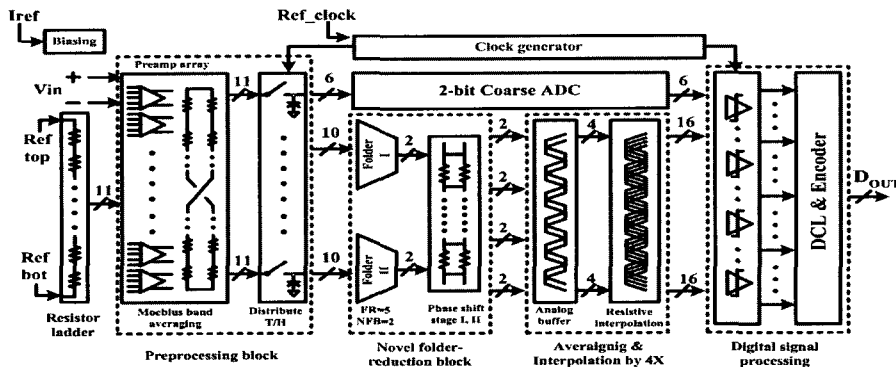 Iref
Biasing
Ref_clock
Clock generator
Preamp array
Vin
+
−
11
6
2-bit Coarse ADC
6
Ref top
11
10
Folder I
2
2
2
2
2
4
16
11
11
10
Folder II
2
4
16
Ref bot
Resistor ladder
Moebius band averaging
Distribute T/H
FR=5
NFB=2
Phase shift stage I, II
Analog buffer
Resistive interpolation
DCL & Encoder
DOUT
Preprocessing block
Novel folder-reduction block
Averaignig & Interpolation by 4X
Digital signal processing